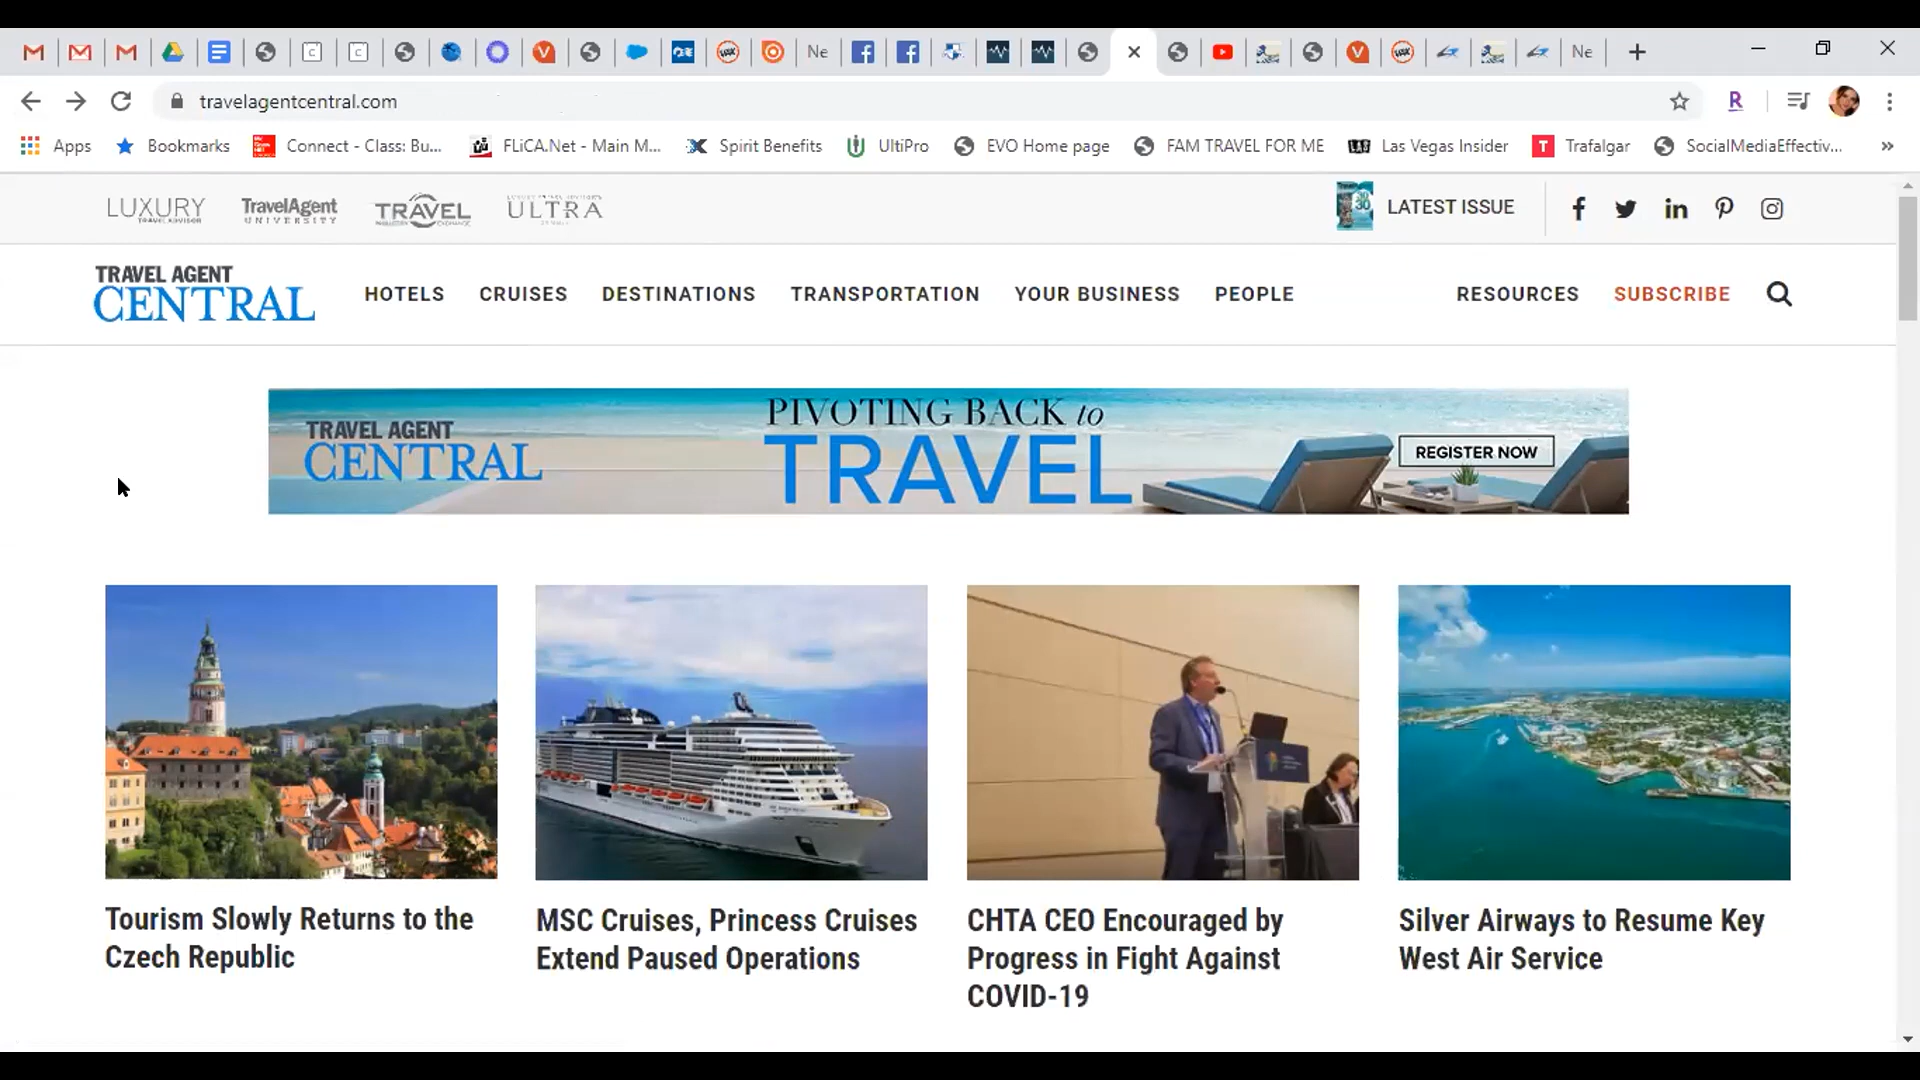 Ne
Ne
travelagentcentral.com
R
Apps
Bookmarks
Connect - Class: Bu...
FLiCA.Net - Main M...
Spirit Benefits
UltiPro
EVO Home page
FAM TRAVEL FOR ME
Las Vegas Insider
T
Trafalgar
SocialMediaEffectiv...
»
LUXURY
TRAVEL ADVISOR
TravelAgent
UNIVERSITY
TRAVEL
ULTRA
LATEST ISSUE
TRAVEL AGENT
CENTRAL
HOTELS
CRUISES
DESTINATIONS
TRANSPORTATION
YOUR BUSINESS
PEOPLE
RESOURCES
SUBSCRIBE
TRAVEL AGENT
CENTRAL
PIVOTING BACK to
TRAVEL
REGISTER NOW
Tourism Slowly Returns to the
Czech Republic
MSC Cruises, Princess Cruises
Extend Paused Operations
CHTA CEO Encouraged by
Progress in Fight Against
COVID-19
Silver Airways to Resume Key
West Air Service